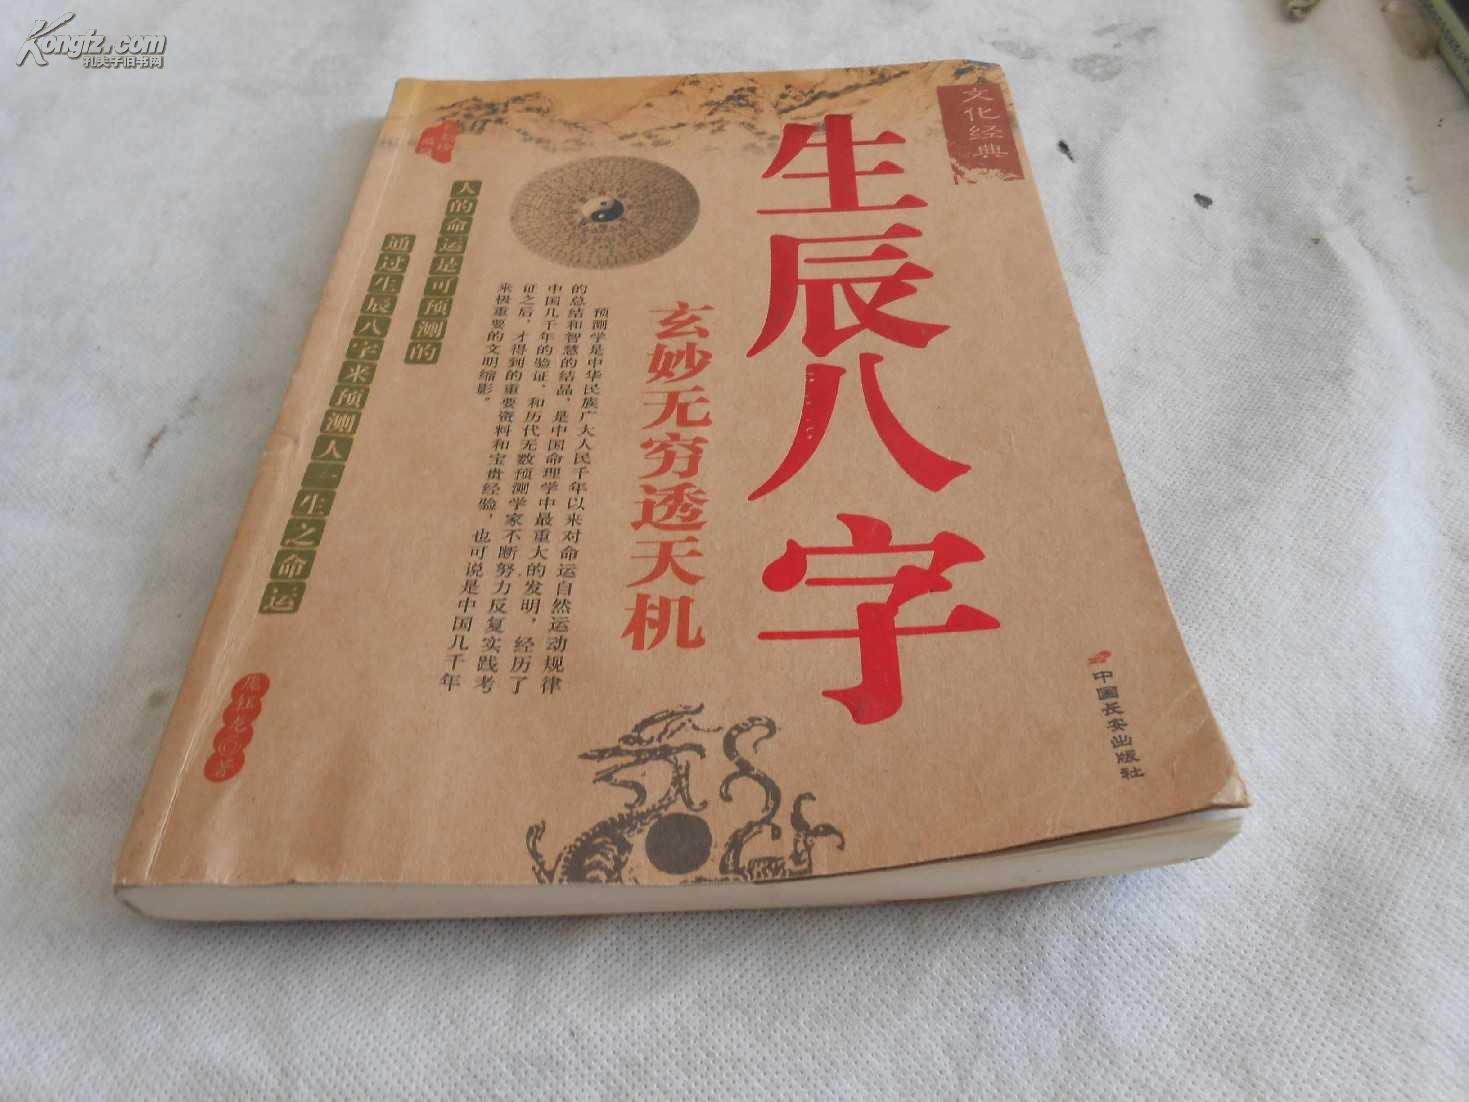 Kongfz.com
孔夫子旧书网
文化经典
生辰八字
玄妙无穷透天机
预测学是中华民族广大人民千年以来对命运自然运动规律
的总结和智慧的结晶，是中国命理学中最重大的发明，经历了
中国几千年的验证，和历代无数预测学家不断努力反复实践考
证之后，才得到的重要资料和宝贵经验，也可说是中国几千年
来极重要的文明缩影。
人的命运是可预测的
通过生辰八字来预测人一生之命运
著
中国长安出版社